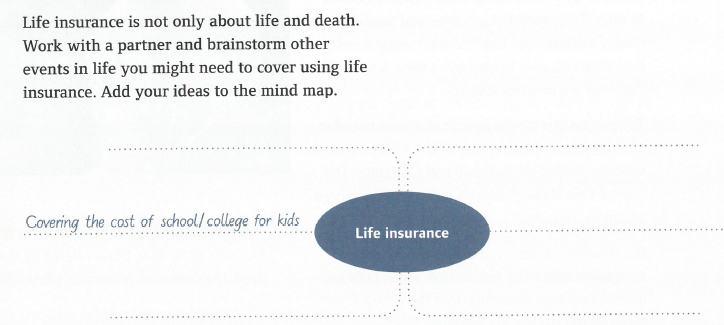 Life insurance is not only about life and death.
Work with a partner and brainstorm other
events in life you might need to cover using life
insurance. Add your ideas to the mind map.
Covering the cost of school/college for kids
Life insurance